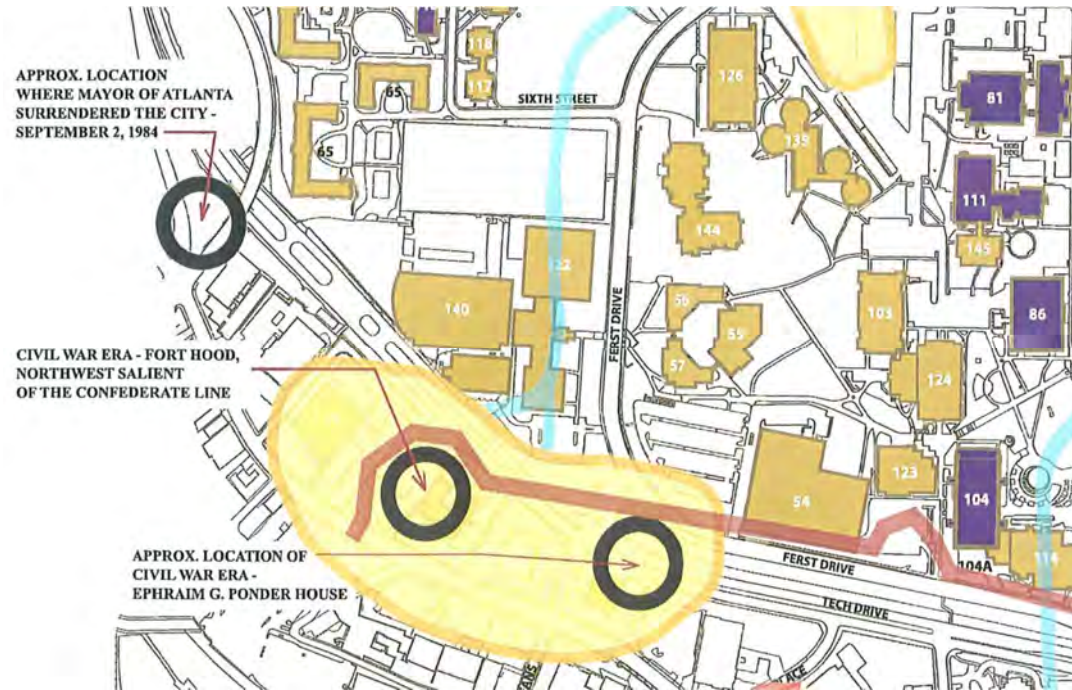 APPROX. LOCATION
WHERE MAYOR OF ATLANTA
SURRENDERED THE CITY -
SEPTEMBER 2, 1984
118
117
65
65
SIXTH STREET
126
139
81
111
145
144
122
140
FERST DRIVE
56
55
57
103
86
124
CIVIL WAR ERA - FORT HOOD,
NORTHWEST SALIENT
OF THE CONFEDERATE LINE
123
104
54
104A
FERST DRIVE
TECH DRIVE
APPROX. LOCATION OF
CIVIL WAR ERA -
EPHRAIM G. PONDER HOUSE